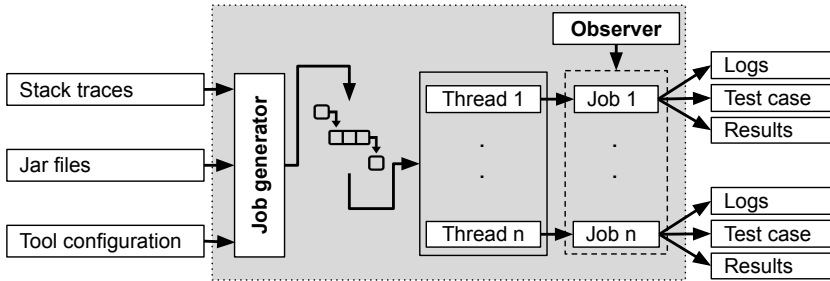 Observer
Logs
Stack traces
Thread 1
Job 1
Test case
Results
Job generator
Jar files
.
.
.
.
Logs
Tool configuration
Thread n
Job n
Test case
Results